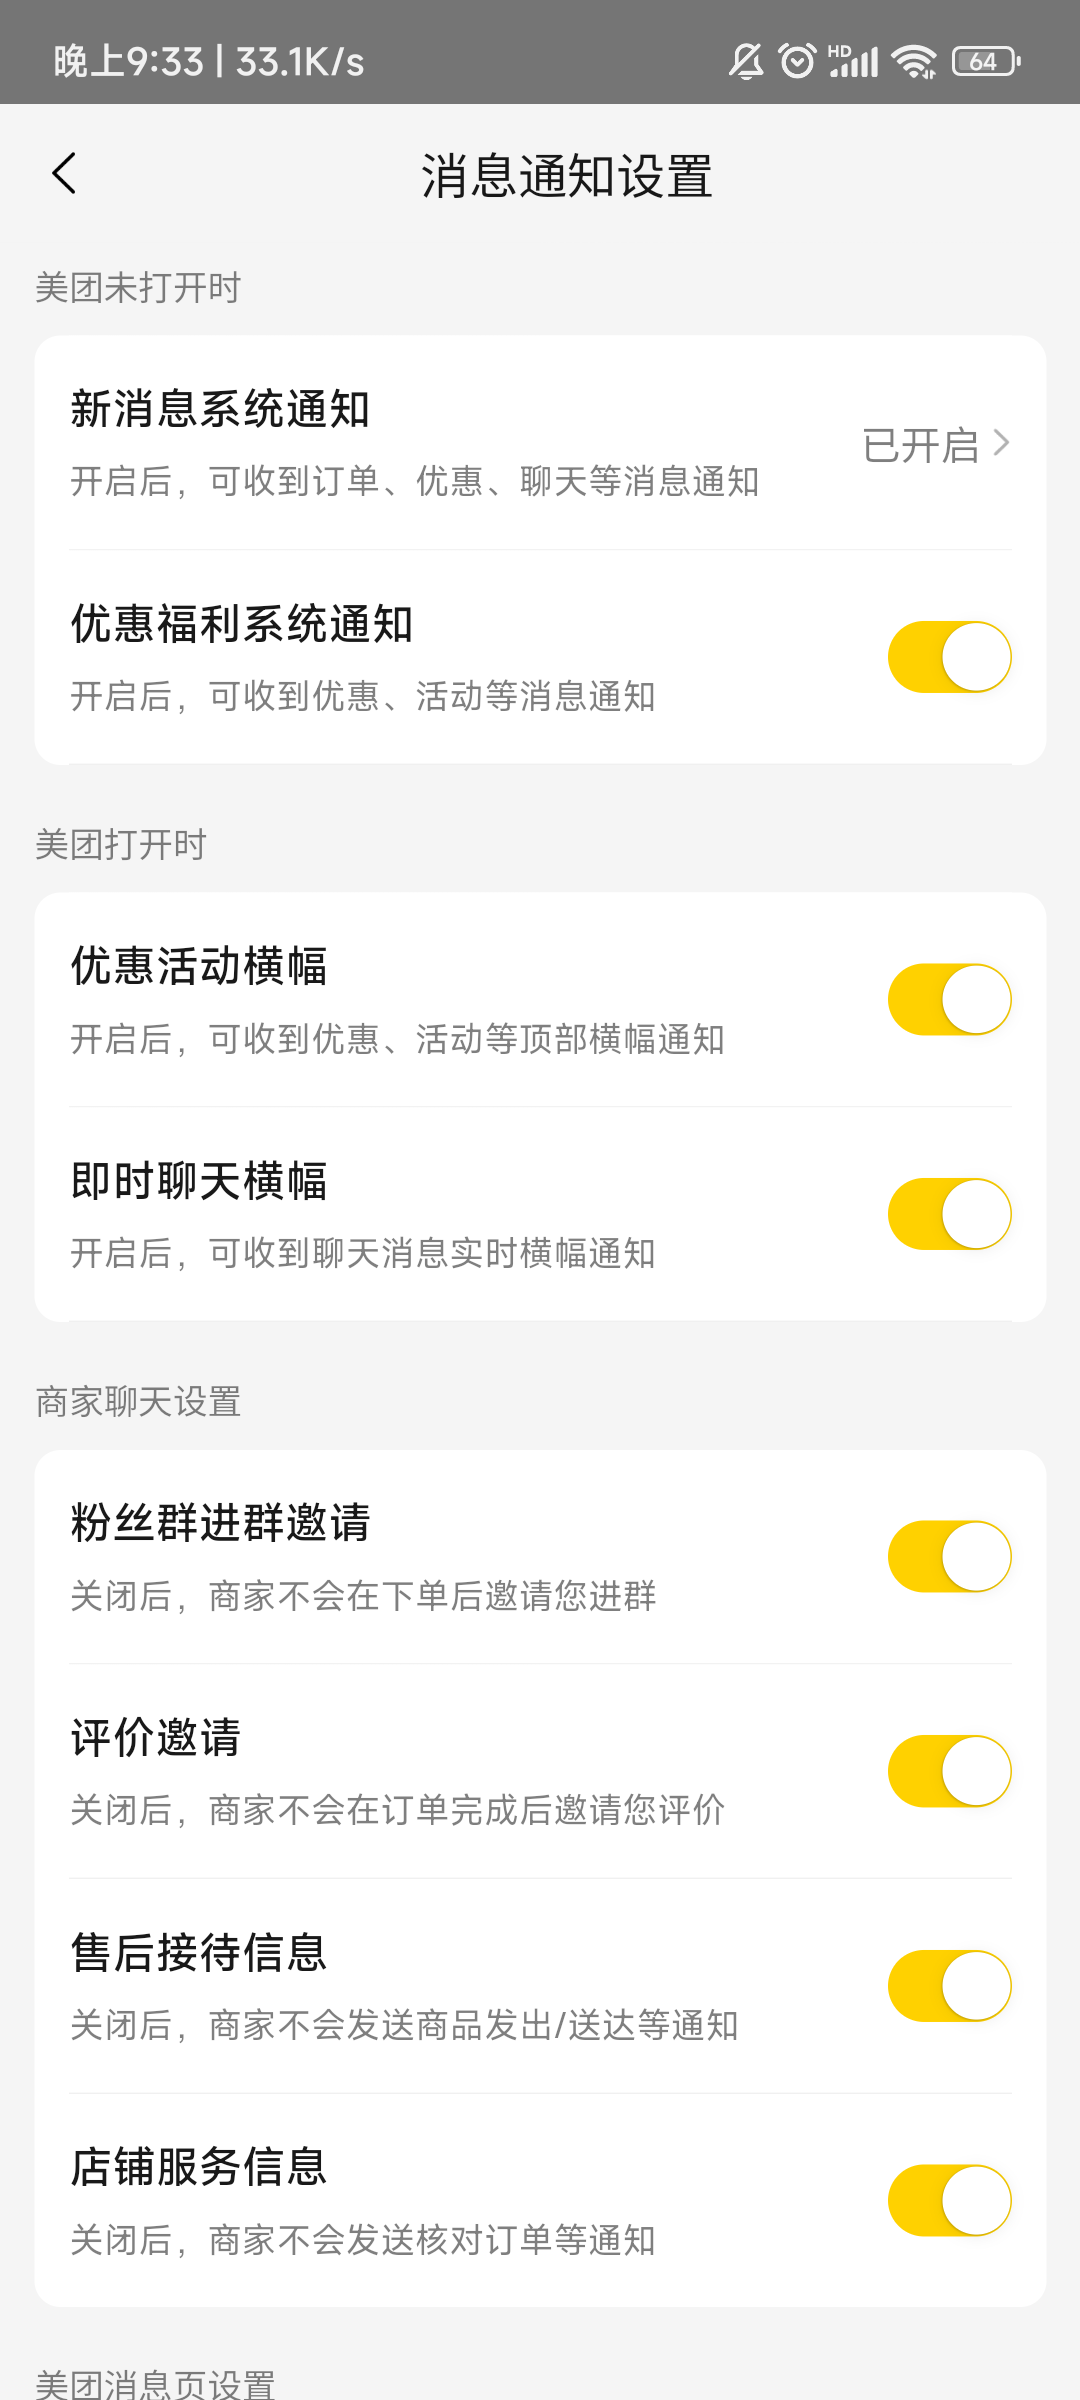 晚上9:33 | 33.1K/s
HD
64
消息通知设置
美团未打开时
新消息系统通知
开启后，可收到订单、优惠、聊天等消息通知
已开启
优惠福利系统通知
开启后，可收到优惠、活动等消息通知
美团打开时
优惠活动横幅
开启后，可收到优惠、活动等顶部横幅通知
即时聊天横幅
开启后，可收到聊天消息实时横幅通知
商家聊天设置
粉丝群进群邀请
关闭后，商家不会在下单后邀请您进群
评价邀请
关闭后，商家不会在订单完成后邀请您评价
售后接待信息
关闭后，商家不会发送商品发出/送达等通知
店铺服务信息
关闭后，商家不会发送核对订单等通知
美团消息页设置